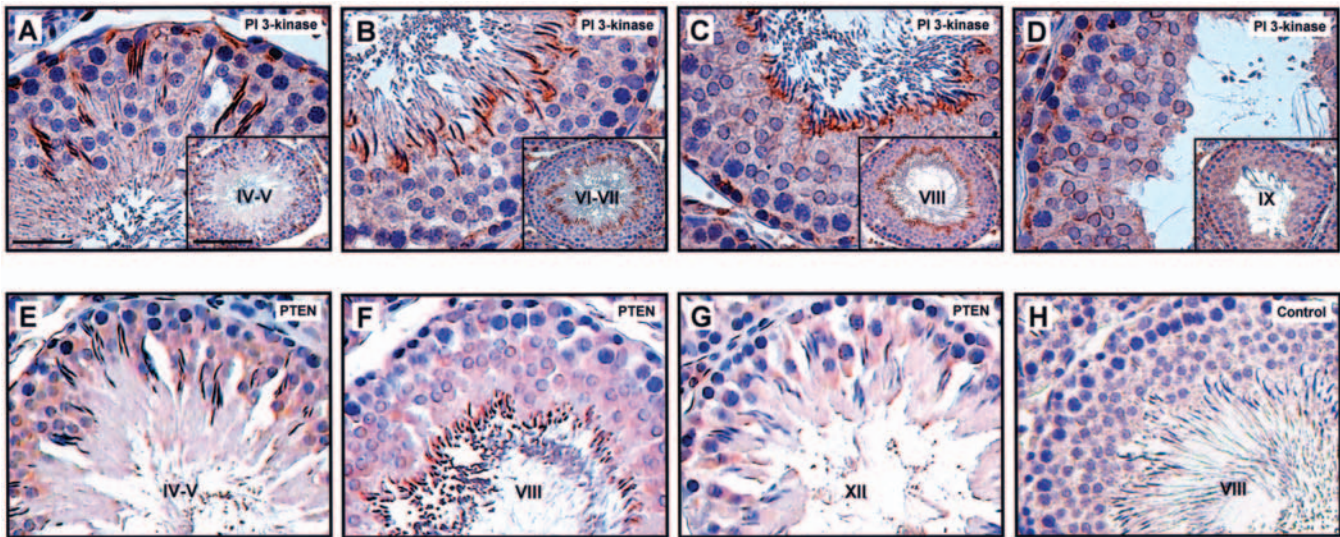 A
PI 3-kinase
IV-V
B
PI 3-kinase
VI-VII
C
PI 3-kinase
VIII
D
PI 3-kinase
IX
E
PTEN
IV-V
F
PTEN
VIII
G
PTEN
XII
H
Control
VIII